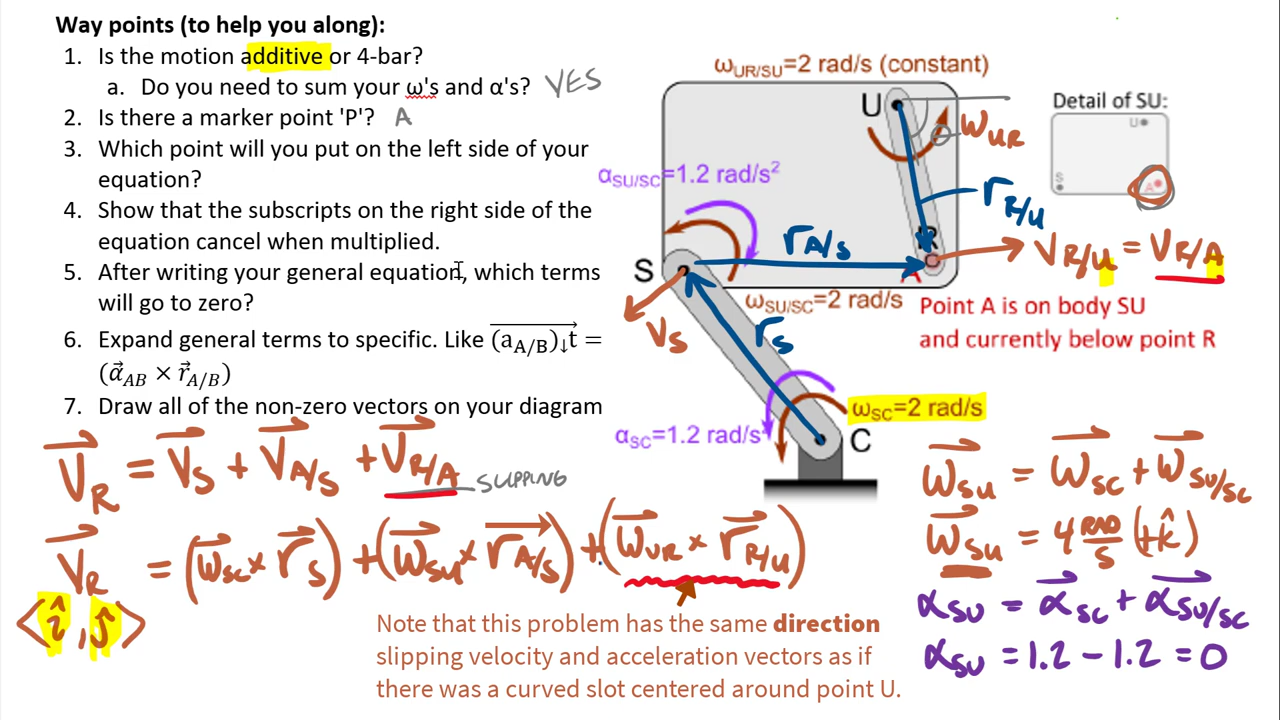 Way points (to help you along):
1. Is the motion additive or 4-bar?
a. Do you need to sum your ω's and α's? YES
2. Is there a marker point 'P'? A
3. Which point will you put on the left side of your
equation?
4. Show that the subscripts on the right side of the
equation cancel when multiplied.
5. After writing your general equation, which terms
will go to zero?
6. Expand general terms to specific. Like (a_A/B)↓t =
(α⃗_AB × r⃗_A/B)
7. Draw all of the non-zero vectors on your diagram
ω_UR/SU=2 rad/s (constant)
U
ω_UR
Detail of SU:
U
S
A
α_SU/SC=1.2 rad/s²
r_R/U
r_A/S
R
S
A
V_R/U = V_R/A
ω_SU/SC=2 rad/s
Point A is on body SU
and currently below point R
V_S
r_S
ω_SC=2 rad/s
α_SC=1.2 rad/s²
C
V_R = V_S + V_A/S + V_R/A
SLIPPING
V_R = (ω_SC × r_S) + (ω_SU × r_A/S) + (ω_UR × r_R/U)
<î, ĵ>
Note that this problem has the same direction
slipping velocity and acceleration vectors as if
there was a curved slot centered around point U.
ω_SU = ω_SC + ω_SU/SC
ω_SU = 4 RAD/S (+k̂)
α_SU = α_SC + α_SU/SC
α_SU = 1.2 - 1.2 = 0